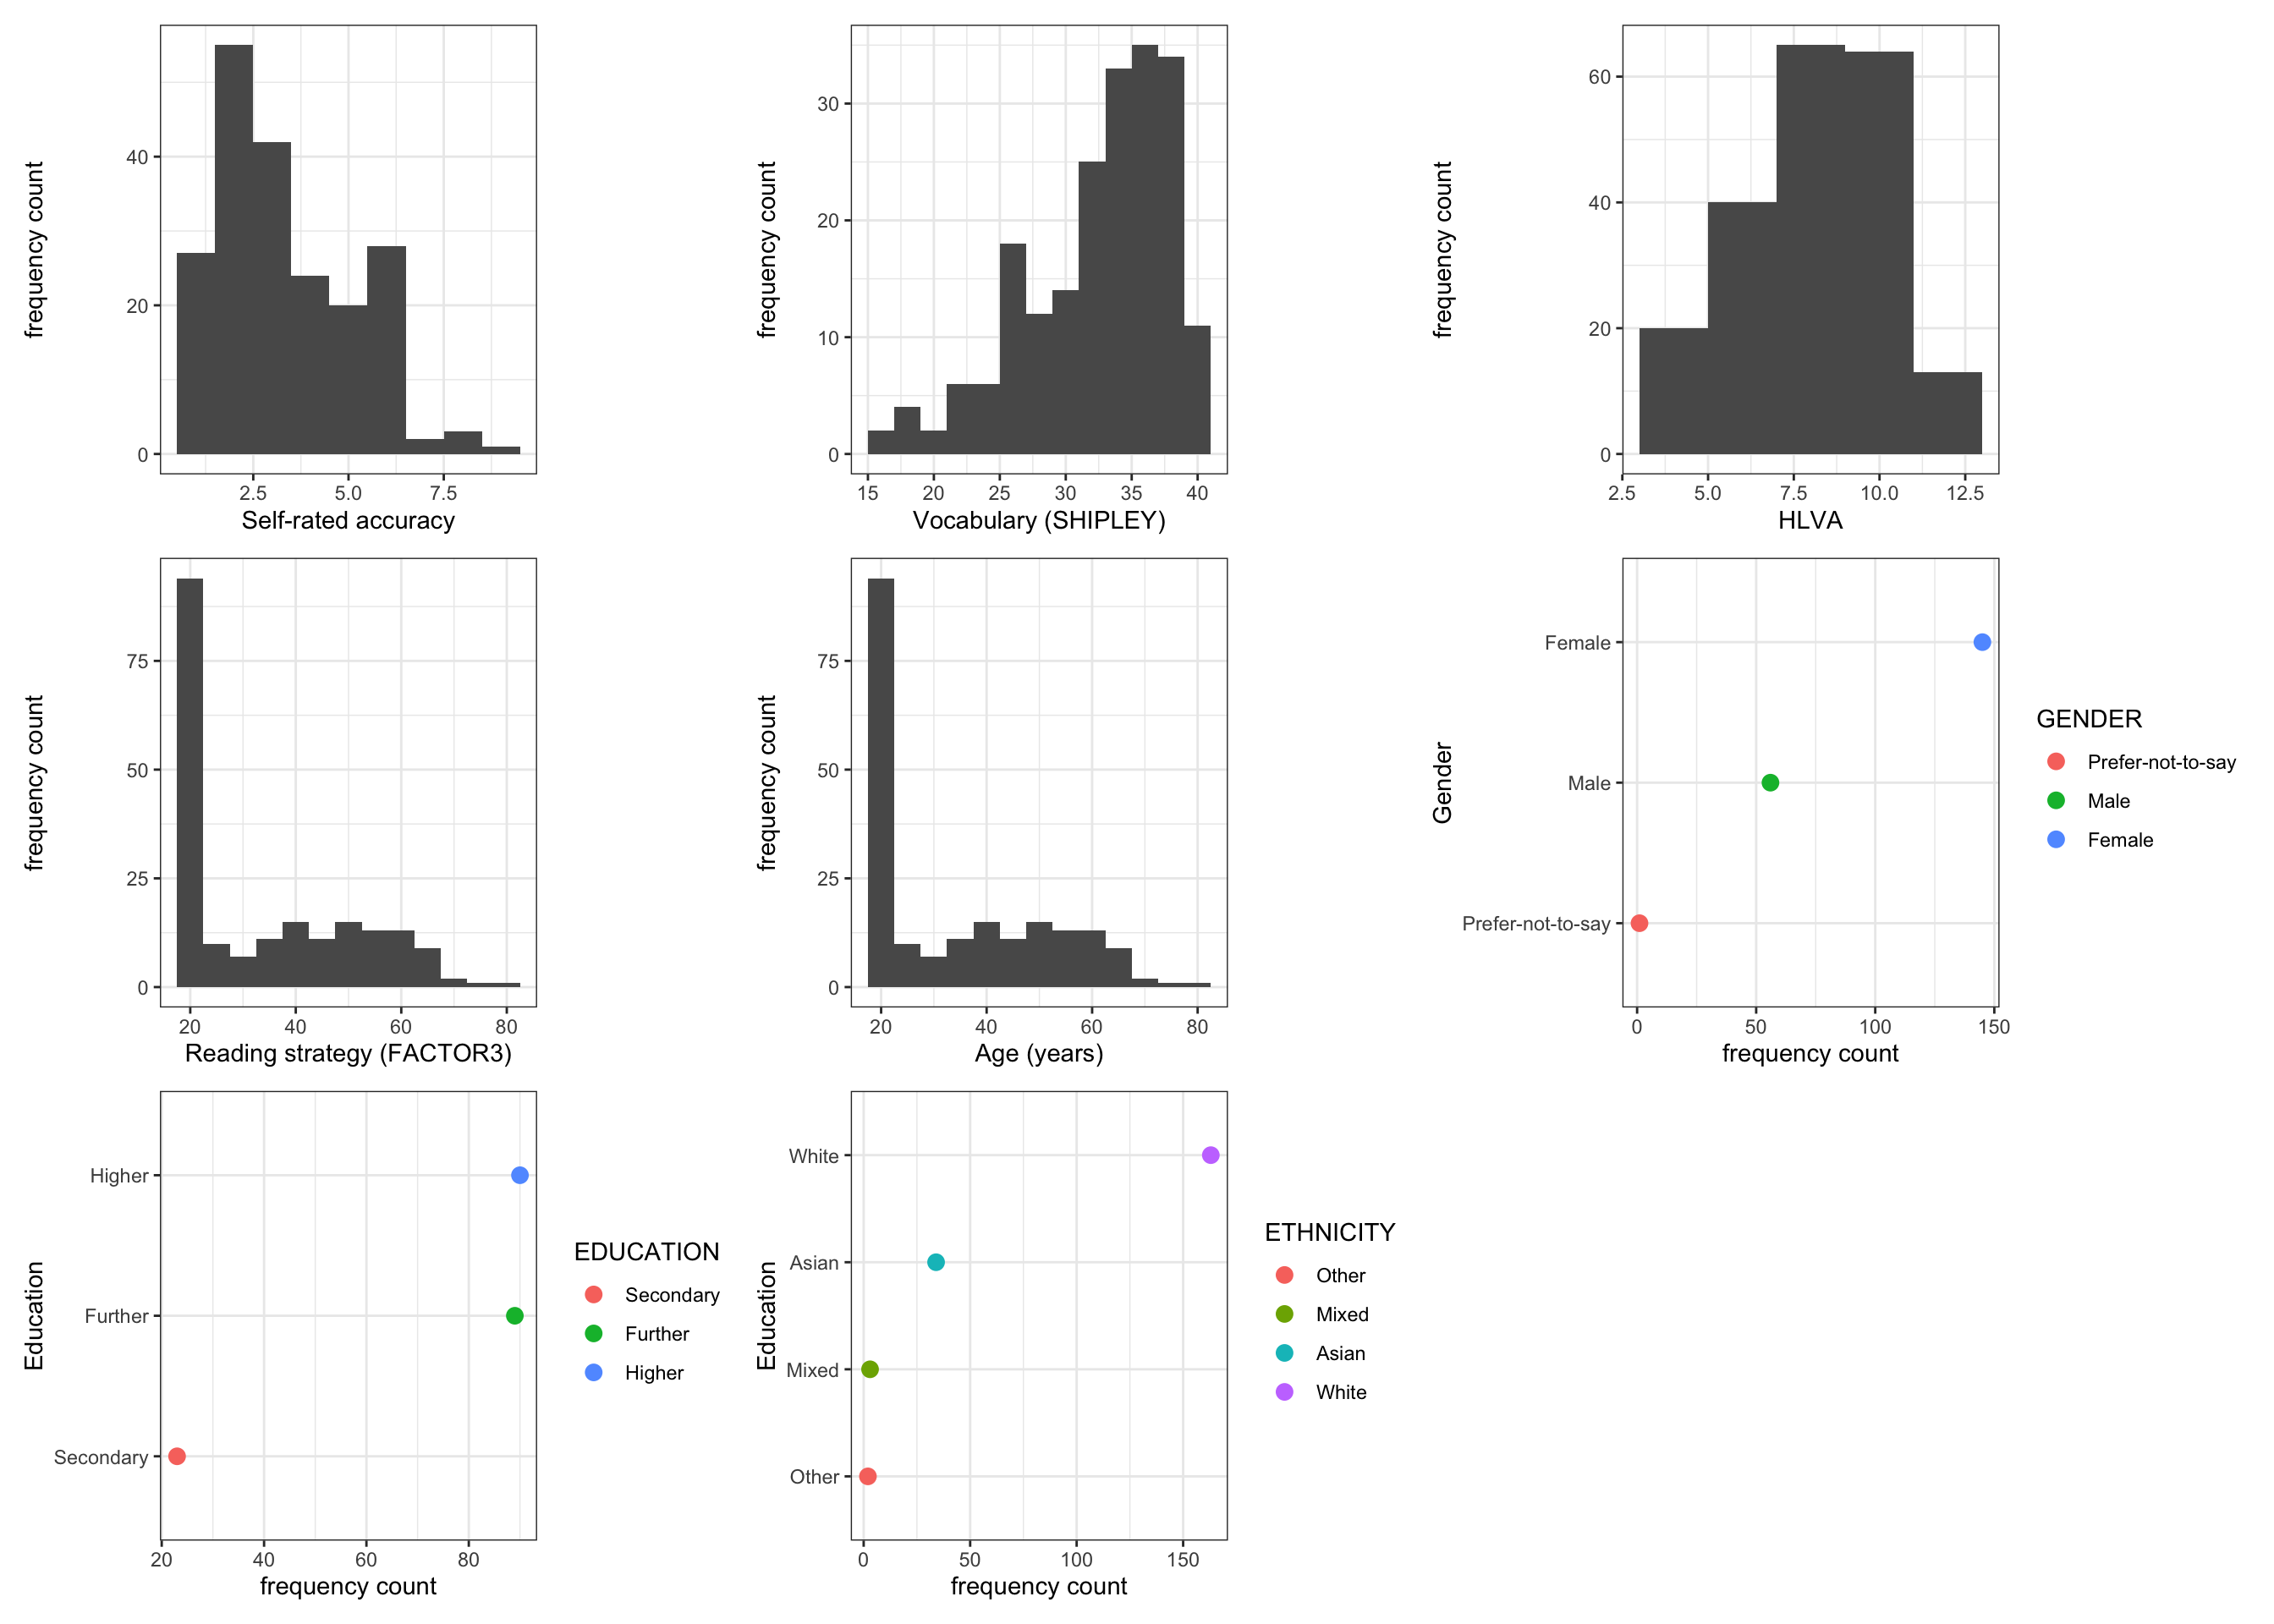 frequency count
40
20
0
2.5 5.0 7.5
Self-rated accuracy
frequency count
30
20
10
0
15 20 25 30 35 40
Vocabulary (SHIPLEY)
frequency count
60
40
20
0
2.5 5.0 7.5 10.0 12.5
HLVA
frequency count
75
50
25
0
20 40 60 80
Reading strategy (FACTOR3)
frequency count
75
50
25
0
20 40 60 80
Age (years)
Gender
Female
Male
Prefer-not-to-say
0 50 100 150
frequency count
GENDER
Prefer-not-to-say
Male
Female
Education
Higher
Further
Secondary
20 40 60 80
frequency count
EDUCATION
Secondary
Further
Higher
Education
White
Asian
Mixed
Other
0 50 100 150
frequency count
ETHNICITY
Other
Mixed
Asian
White